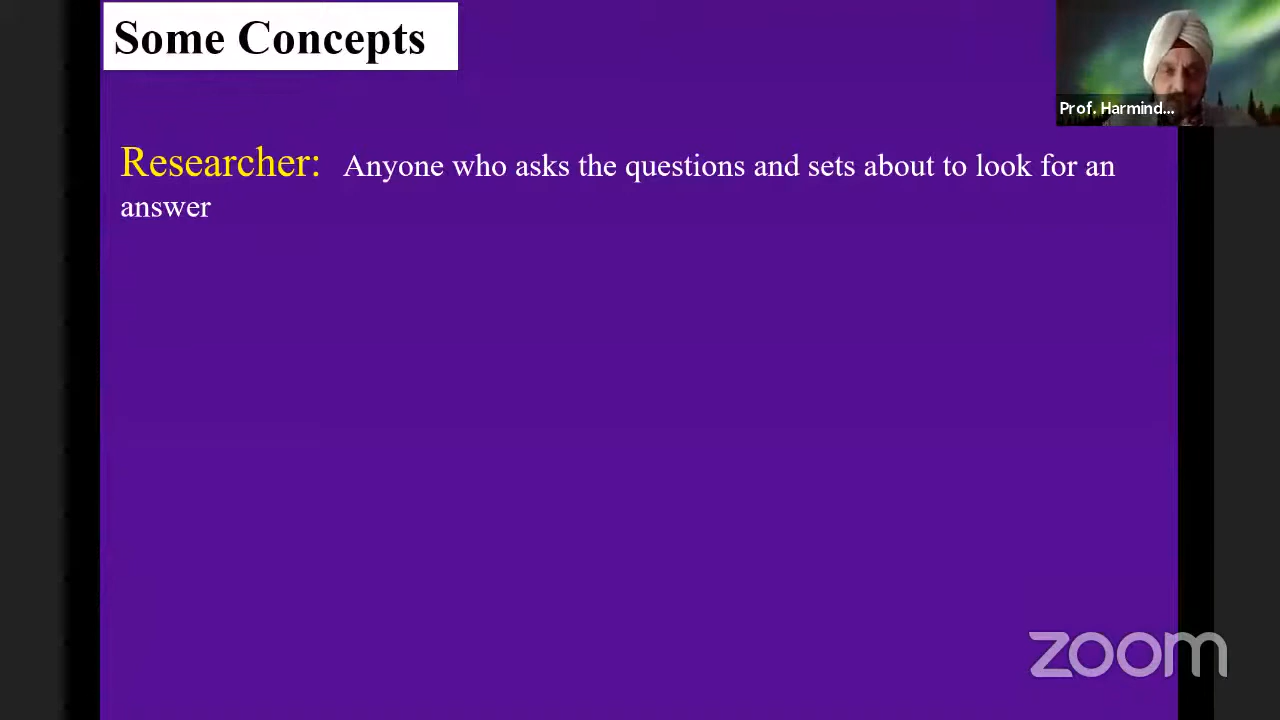 Some Concepts
Prof. Harmind...
Researcher: Anyone who asks the questions and sets about to look for an
answer
zoom